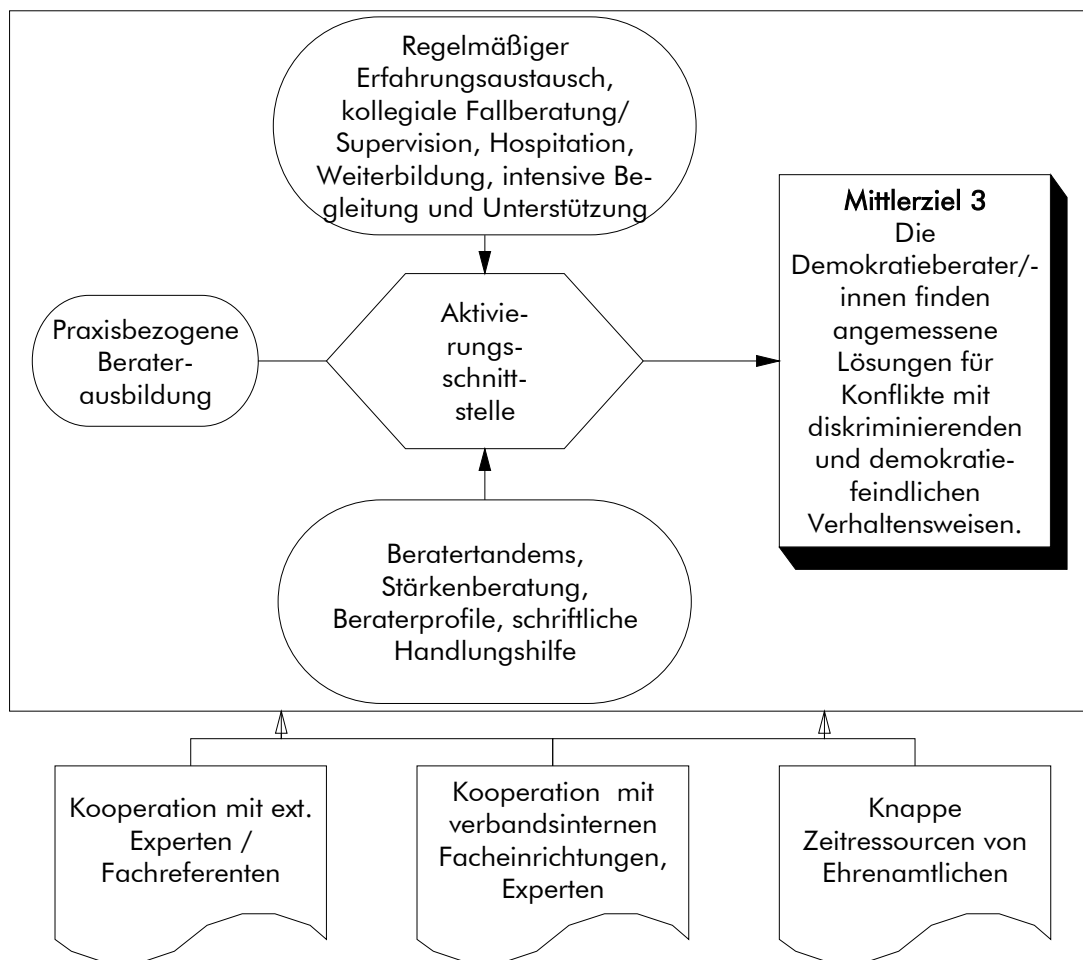 Regelmäßiger
Erfahrungsaustausch,
kollegiale Fallberatung/
Supervision, Hospitation,
Weiterbildung, intensive Be-
gleitung und Unterstützung
Praxisbezogene
Berater-
ausbildung
Aktivie-
rungs-
schnitt-
stelle
Mittlerziel 3
Die
Demokratieberater/-
innen finden
angemessene
Lösungen für
Konflikte mit
diskriminierenden
und demokratie-
feindlichen
Verhaltensweisen.
Beratertandems,
Stärkenberatung,
Beraterprofile, schriftliche
Handlungshilfe
Kooperation mit ext.
Experten /
Fachreferenten
Kooperation  mit
verbandsinternen
Facheinrichtungen,
Experten
Knappe
Zeitressourcen von
Ehrenamtlichen